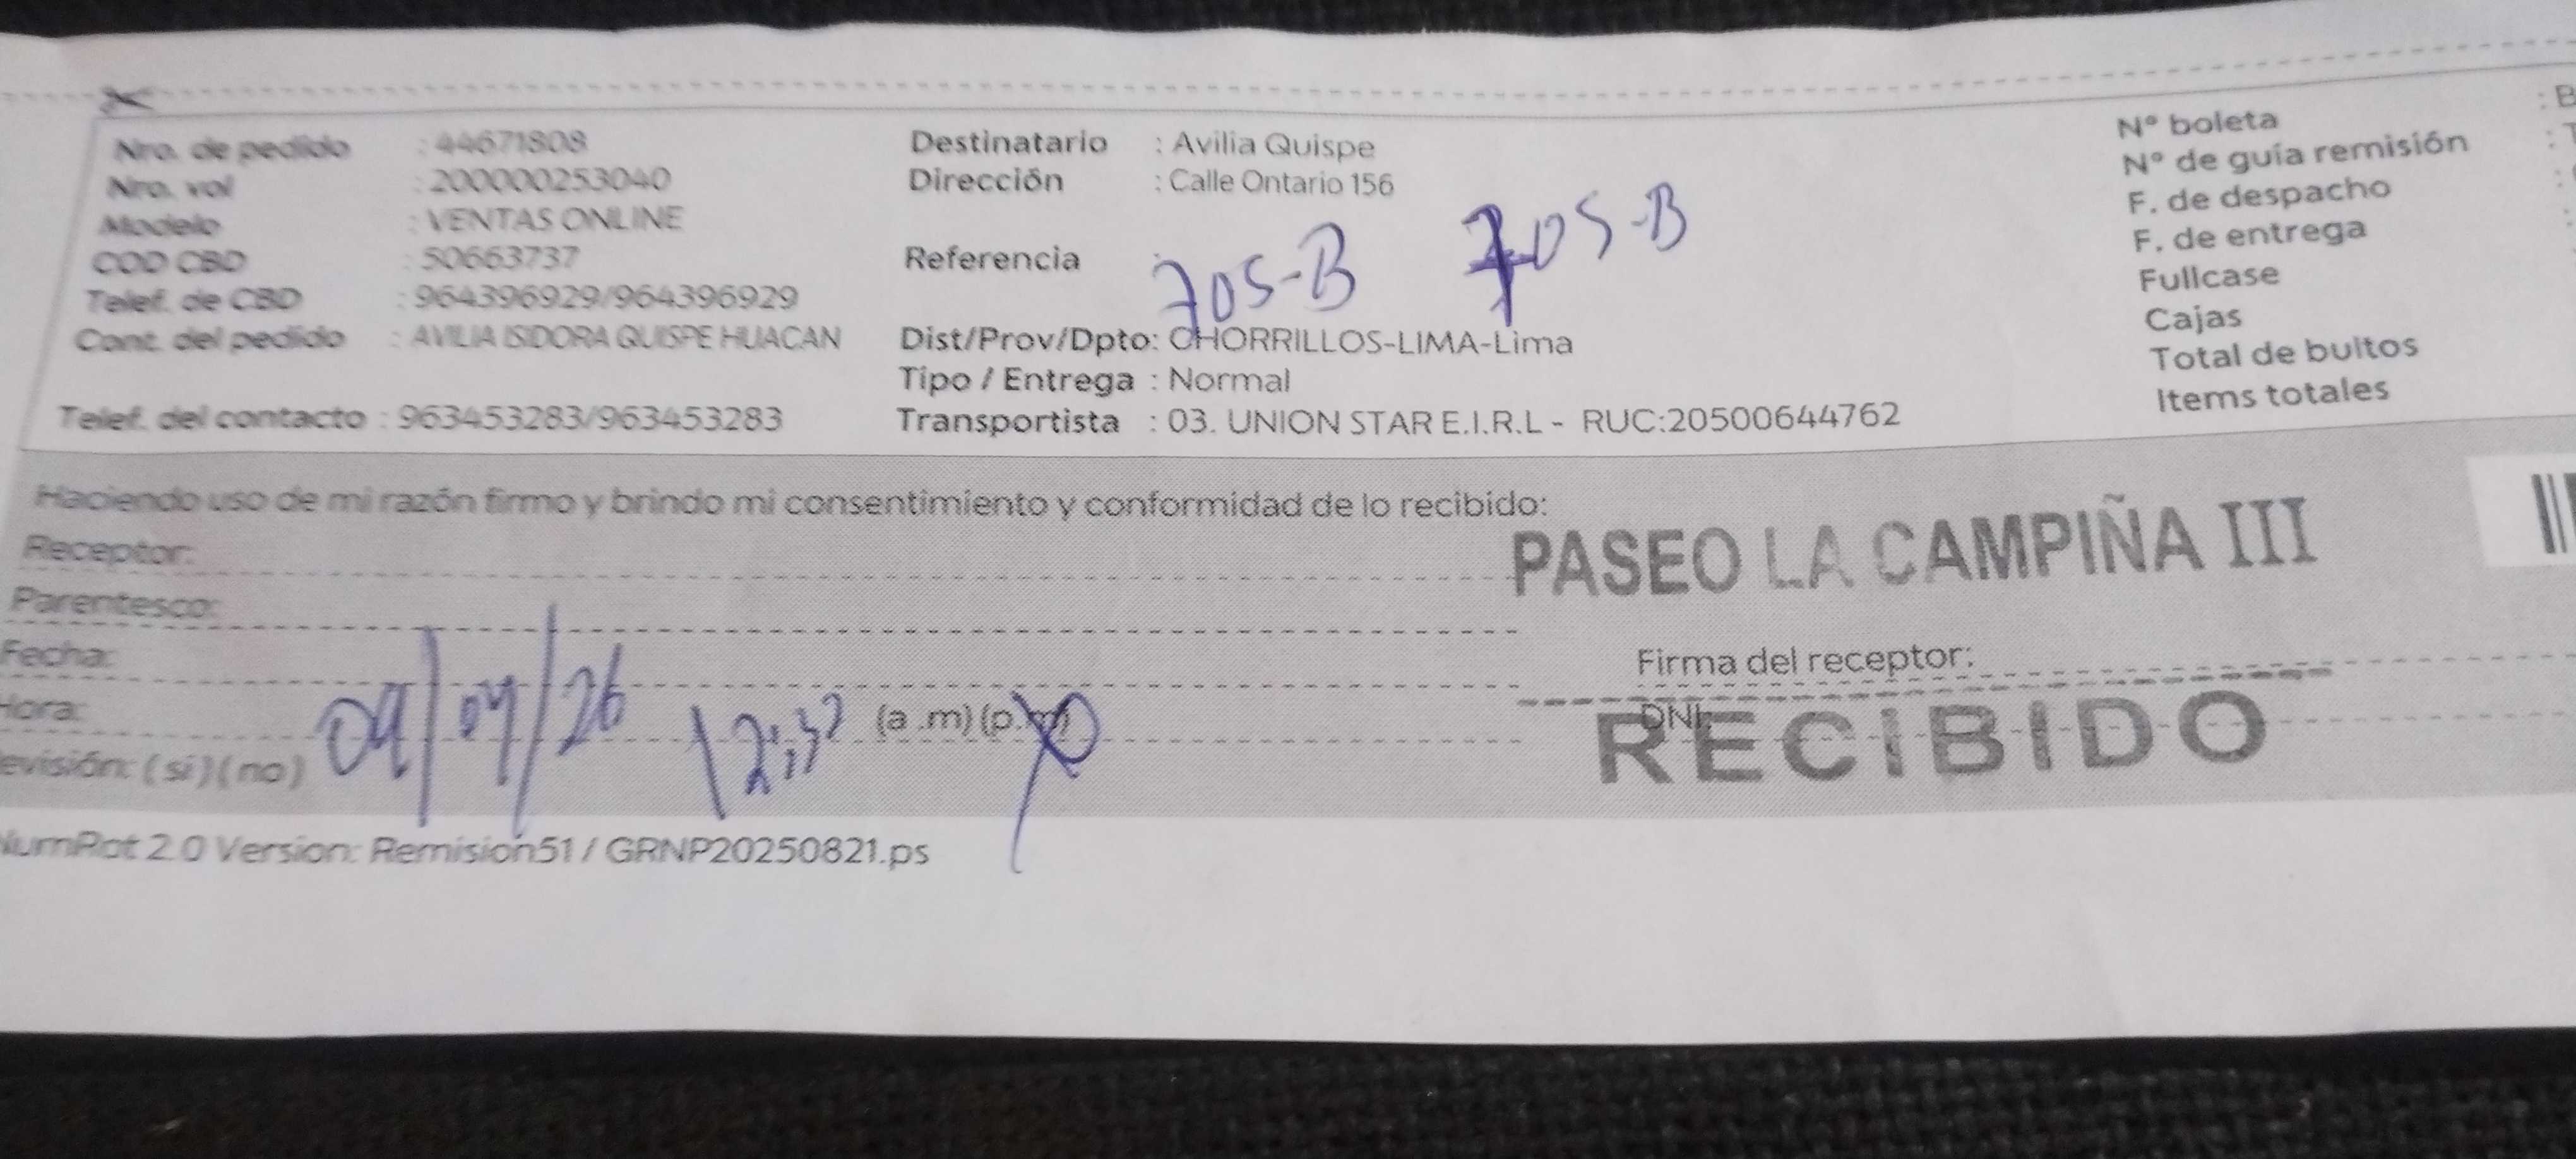 Nro. de pedido : 44671808
Nro. vol : 200000253040
Modelo : VENTAS ONLINE
COD CBD : 50663737
Telef. de CBD : 964396929/964396929
Cont. del pedido : AVILIA ISIDORA QUISPE HUACAN
Telef. del contacto : 963453283/963453283
Destinatario : Avilia Quispe
Dirección : Calle Ontario 156
Referencia :
705-B 705-B
Dist/Prov/Dpto: CHORRILLOS-LIMA-Lima
Tipo / Entrega : Normal
Transportista : 03. UNION STAR E.I.R.L - RUC:20500644762
N° boleta : B
N° de guía remisión : T
F. de despacho :
F. de entrega :
Fullcase
Cajas
Total de bultos
Items totales
Haciendo uso de mi razón firmo y brindo mi consentimiento y conformidad de lo recibido:
Receptor:
Parentesco:
Fecha:
Hora: (a .m) (p.m)
evisión: ( si ) ( no )
/26
PASEO LA CAMPIÑA III
Firma del receptor:
DNI:
RECIBIDO
NumRot 2.0 Version: Remision51 / GRNP20250821.ps